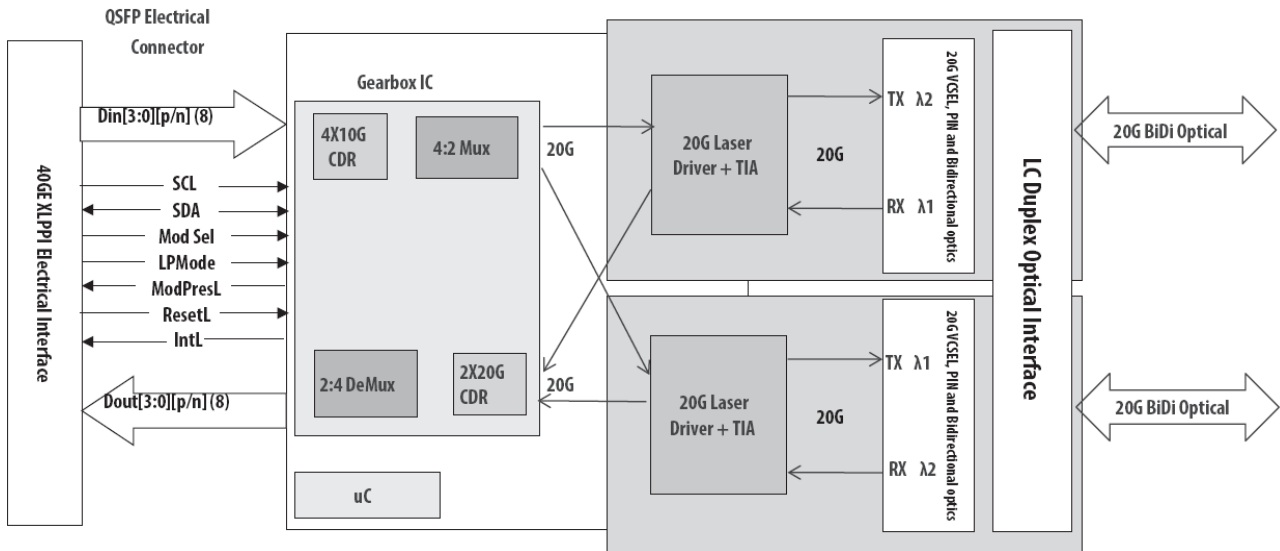 QSFP Electrical
Connector
40GE XLPPI Electrical Interface
Din[3:0][p/n] (8)
SCL
SDA
Mod Sel
LPMode
ModPresL
ResetL
IntL
Dout[3:0][p/n] (8)
Gearbox IC
4X10G
CDR
4:2 Mux
2:4 DeMux
2X20G
CDR
uC
20G
20G
20G Laser
Driver + TIA
20G
TX λ2
RX λ1
20G VCSEL, PIN and Bidirectional optics
20G Laser
Driver + TIA
20G
TX λ1
RX λ2
20G VCSEL, PIN and Bidirectional optics
LC Duplex Optical Interface
20G BiDi Optical
20G BiDi Optical